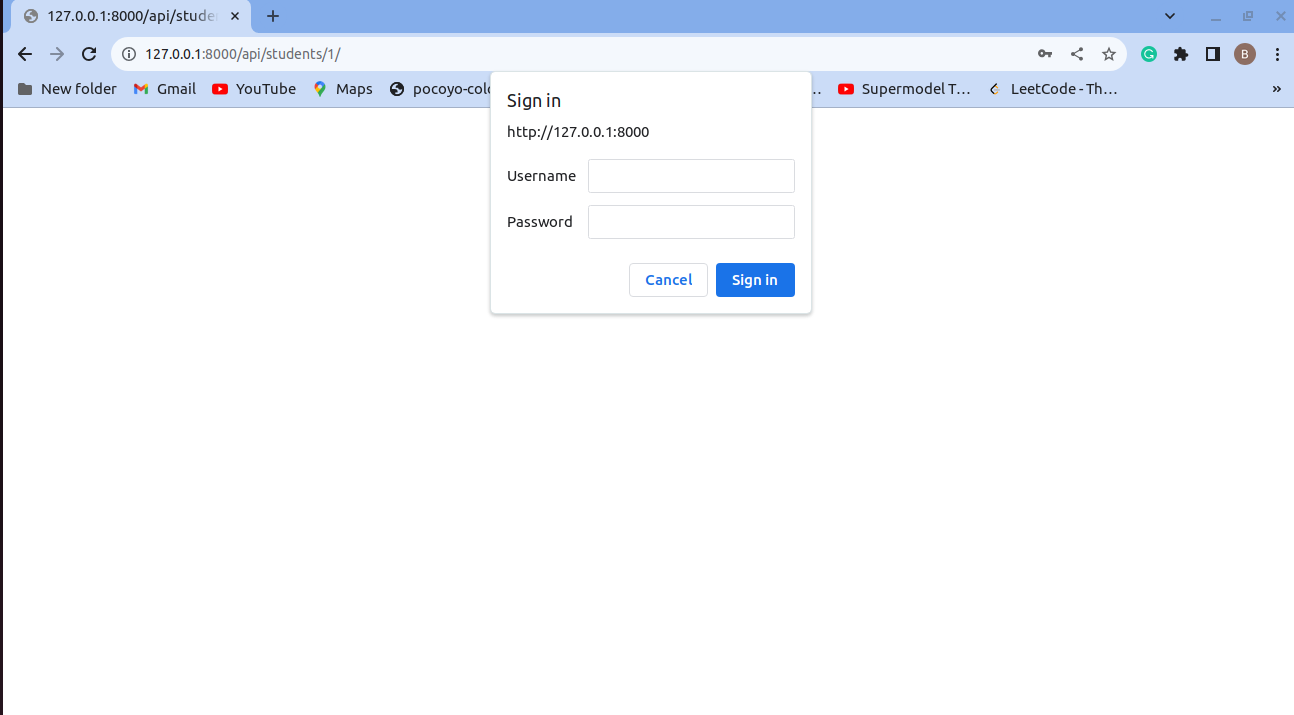 127.0.0.1:8000/api/stude
127.0.0.1:8000/api/students/1/
B
New folder
Gmail
YouTube
Maps
pocoyo-colo
...
Supermodel T...
LeetCode - Th...
»
Sign in
http://127.0.0.1:8000
Username
Password
Cancel
Sign in